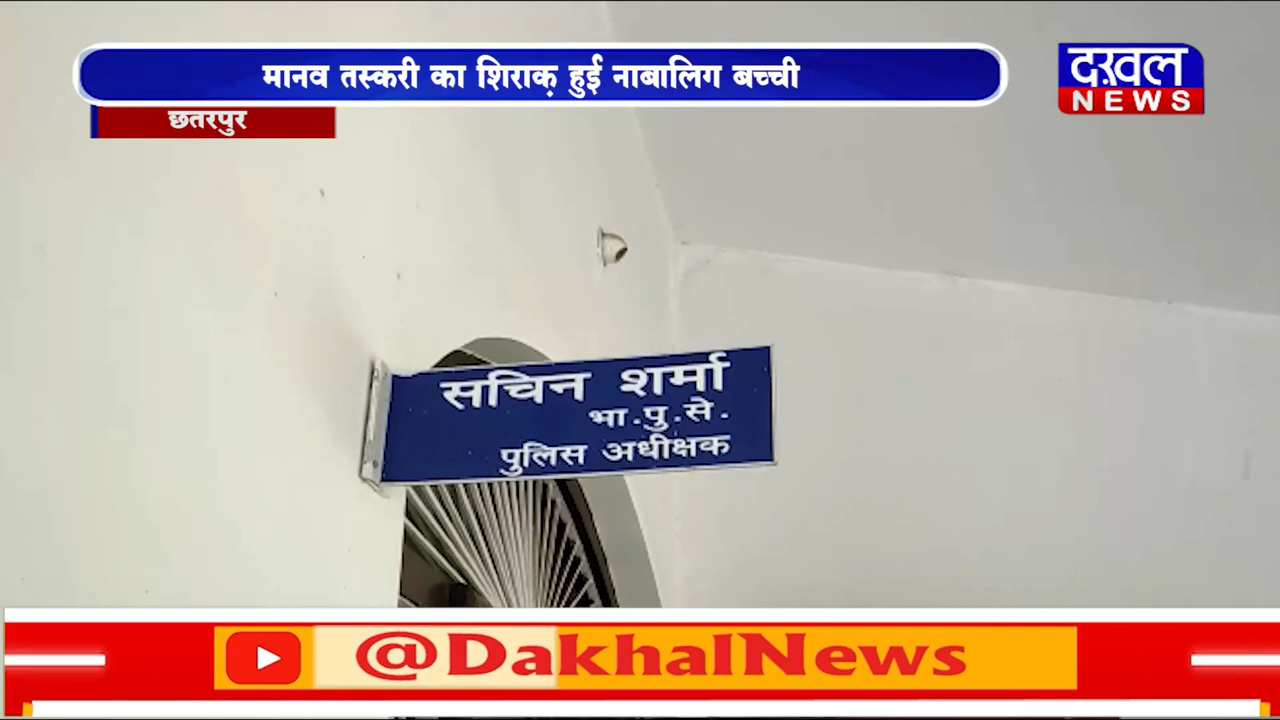 मानव तस्करी का शिराक़ हुई नाबालिग बच्ची
दख़ल
NEWS
छतरपुर
सचिन शर्मा
भा.पु.से.
पुलिस अधीक्षक
@DakhalNews